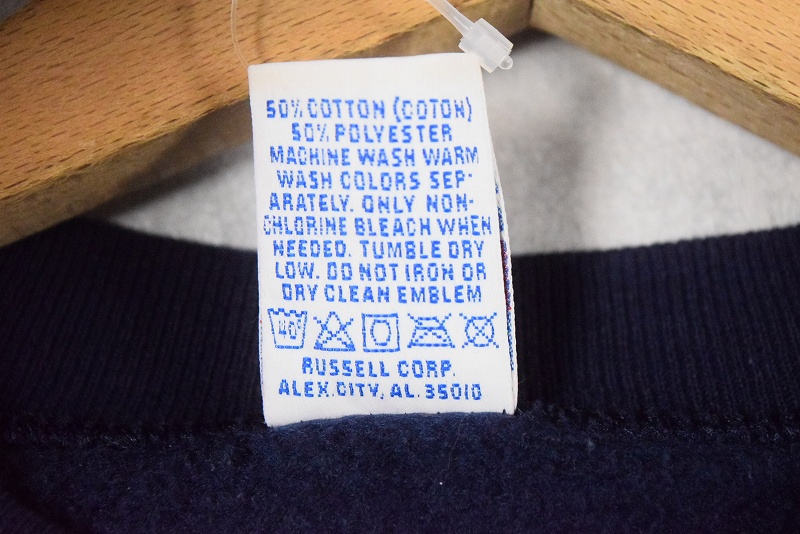 50% COTTON (COTON)
50% POLYESTER
MACHINE WASH WARM
WASH COLORS SEP-
ARATELY. ONLY NON-
CHLORINE BLEACH WHEN
NEEDED. TUMBLE DRY
LOW. DO NOT IRON OR
DRY CLEAN EMBLEM
40°
RUSSELL CORP.
ALEX.CITY, AL. 35010